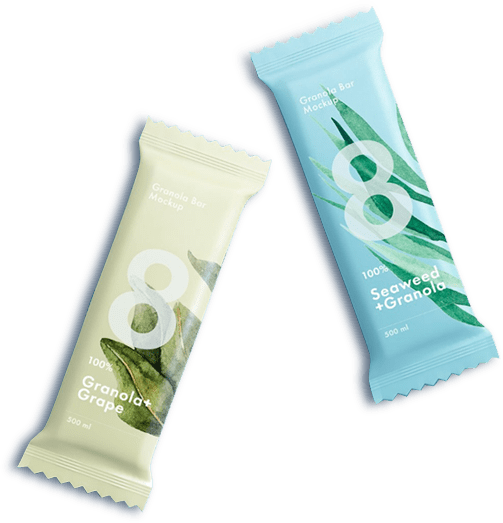 Granola Bar
Mockup
8
100%
Granola+
Grape
500 ml
Granola Bar
Mockup
8
100%
Seaweed
+Granola
500 ml